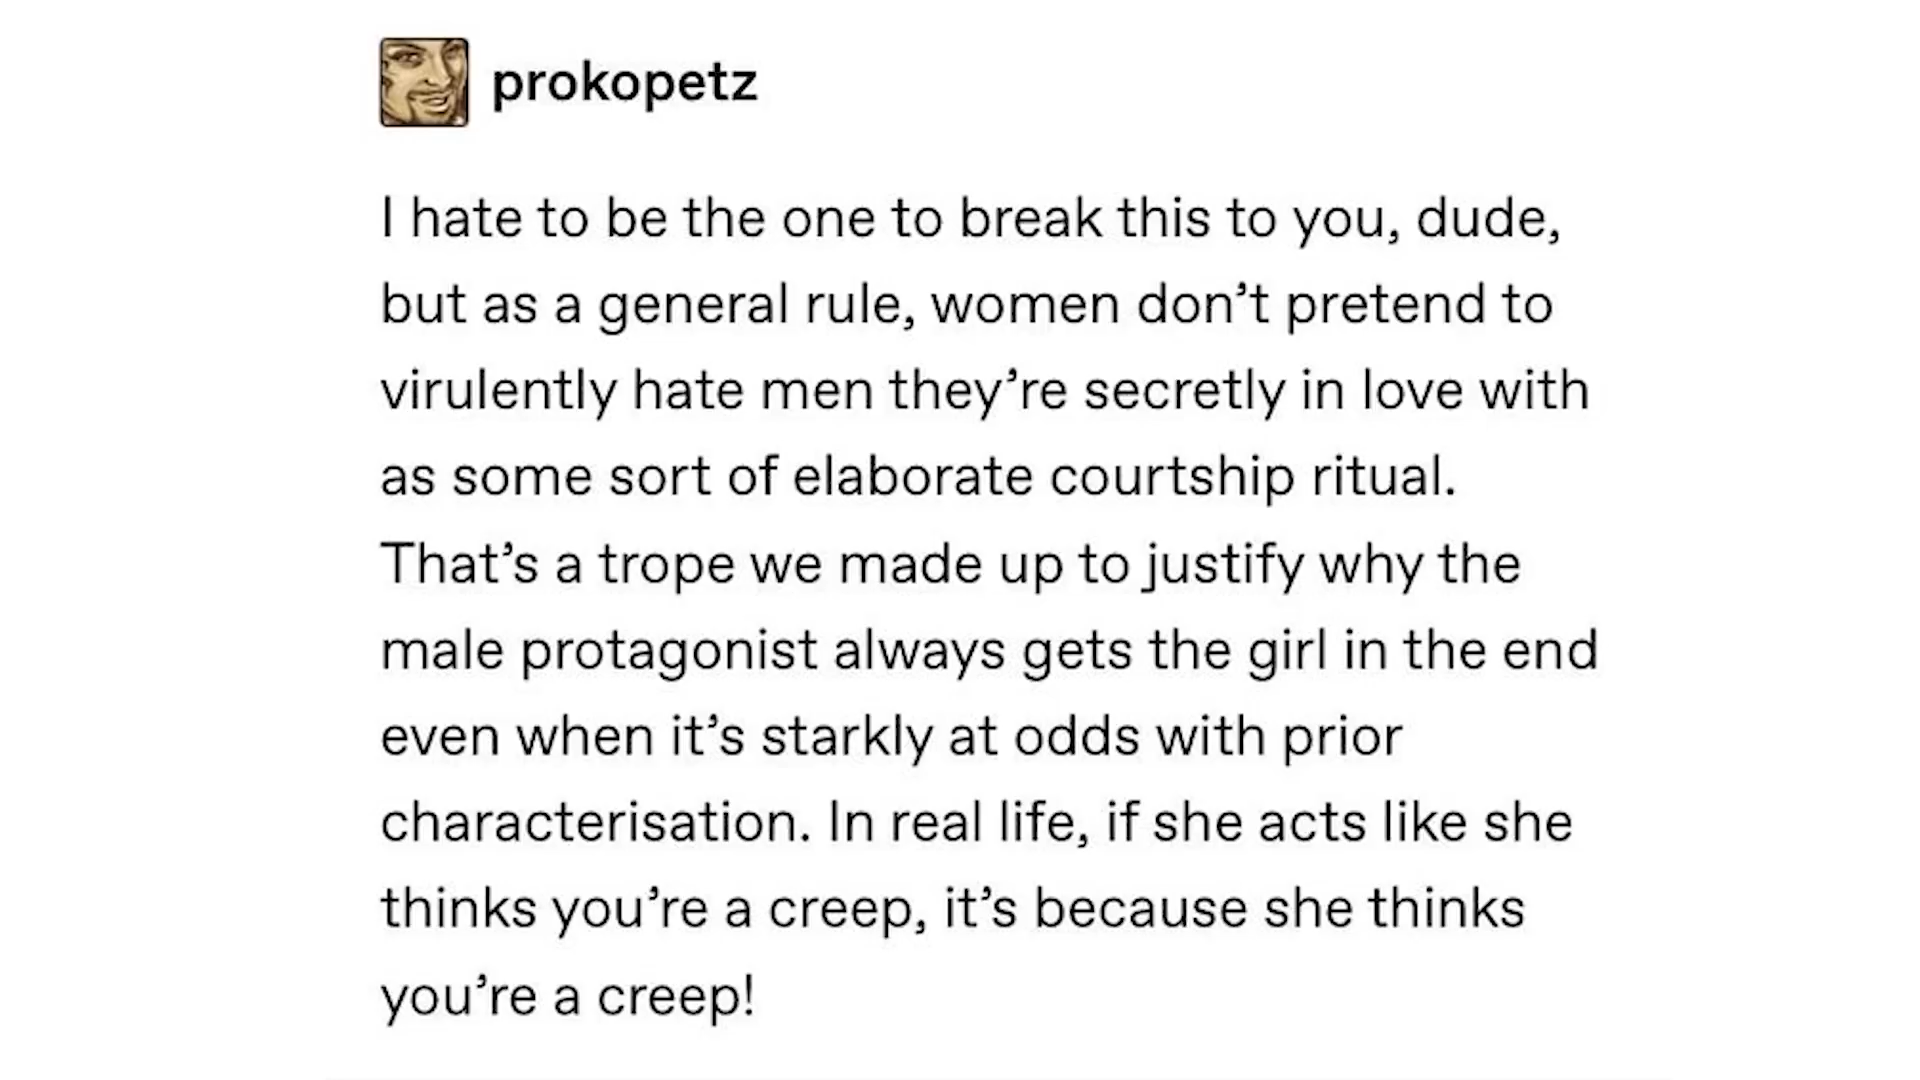 prokopetz
I hate to be the one to break this to you, dude,
but as a general rule, women don’t pretend to
virulently hate men they’re secretly in love with
as some sort of elaborate courtship ritual.
That’s a trope we made up to justify why the
male protagonist always gets the girl in the end
even when it’s starkly at odds with prior
characterisation. In real life, if she acts like she
thinks you’re a creep, it’s because she thinks
you’re a creep!